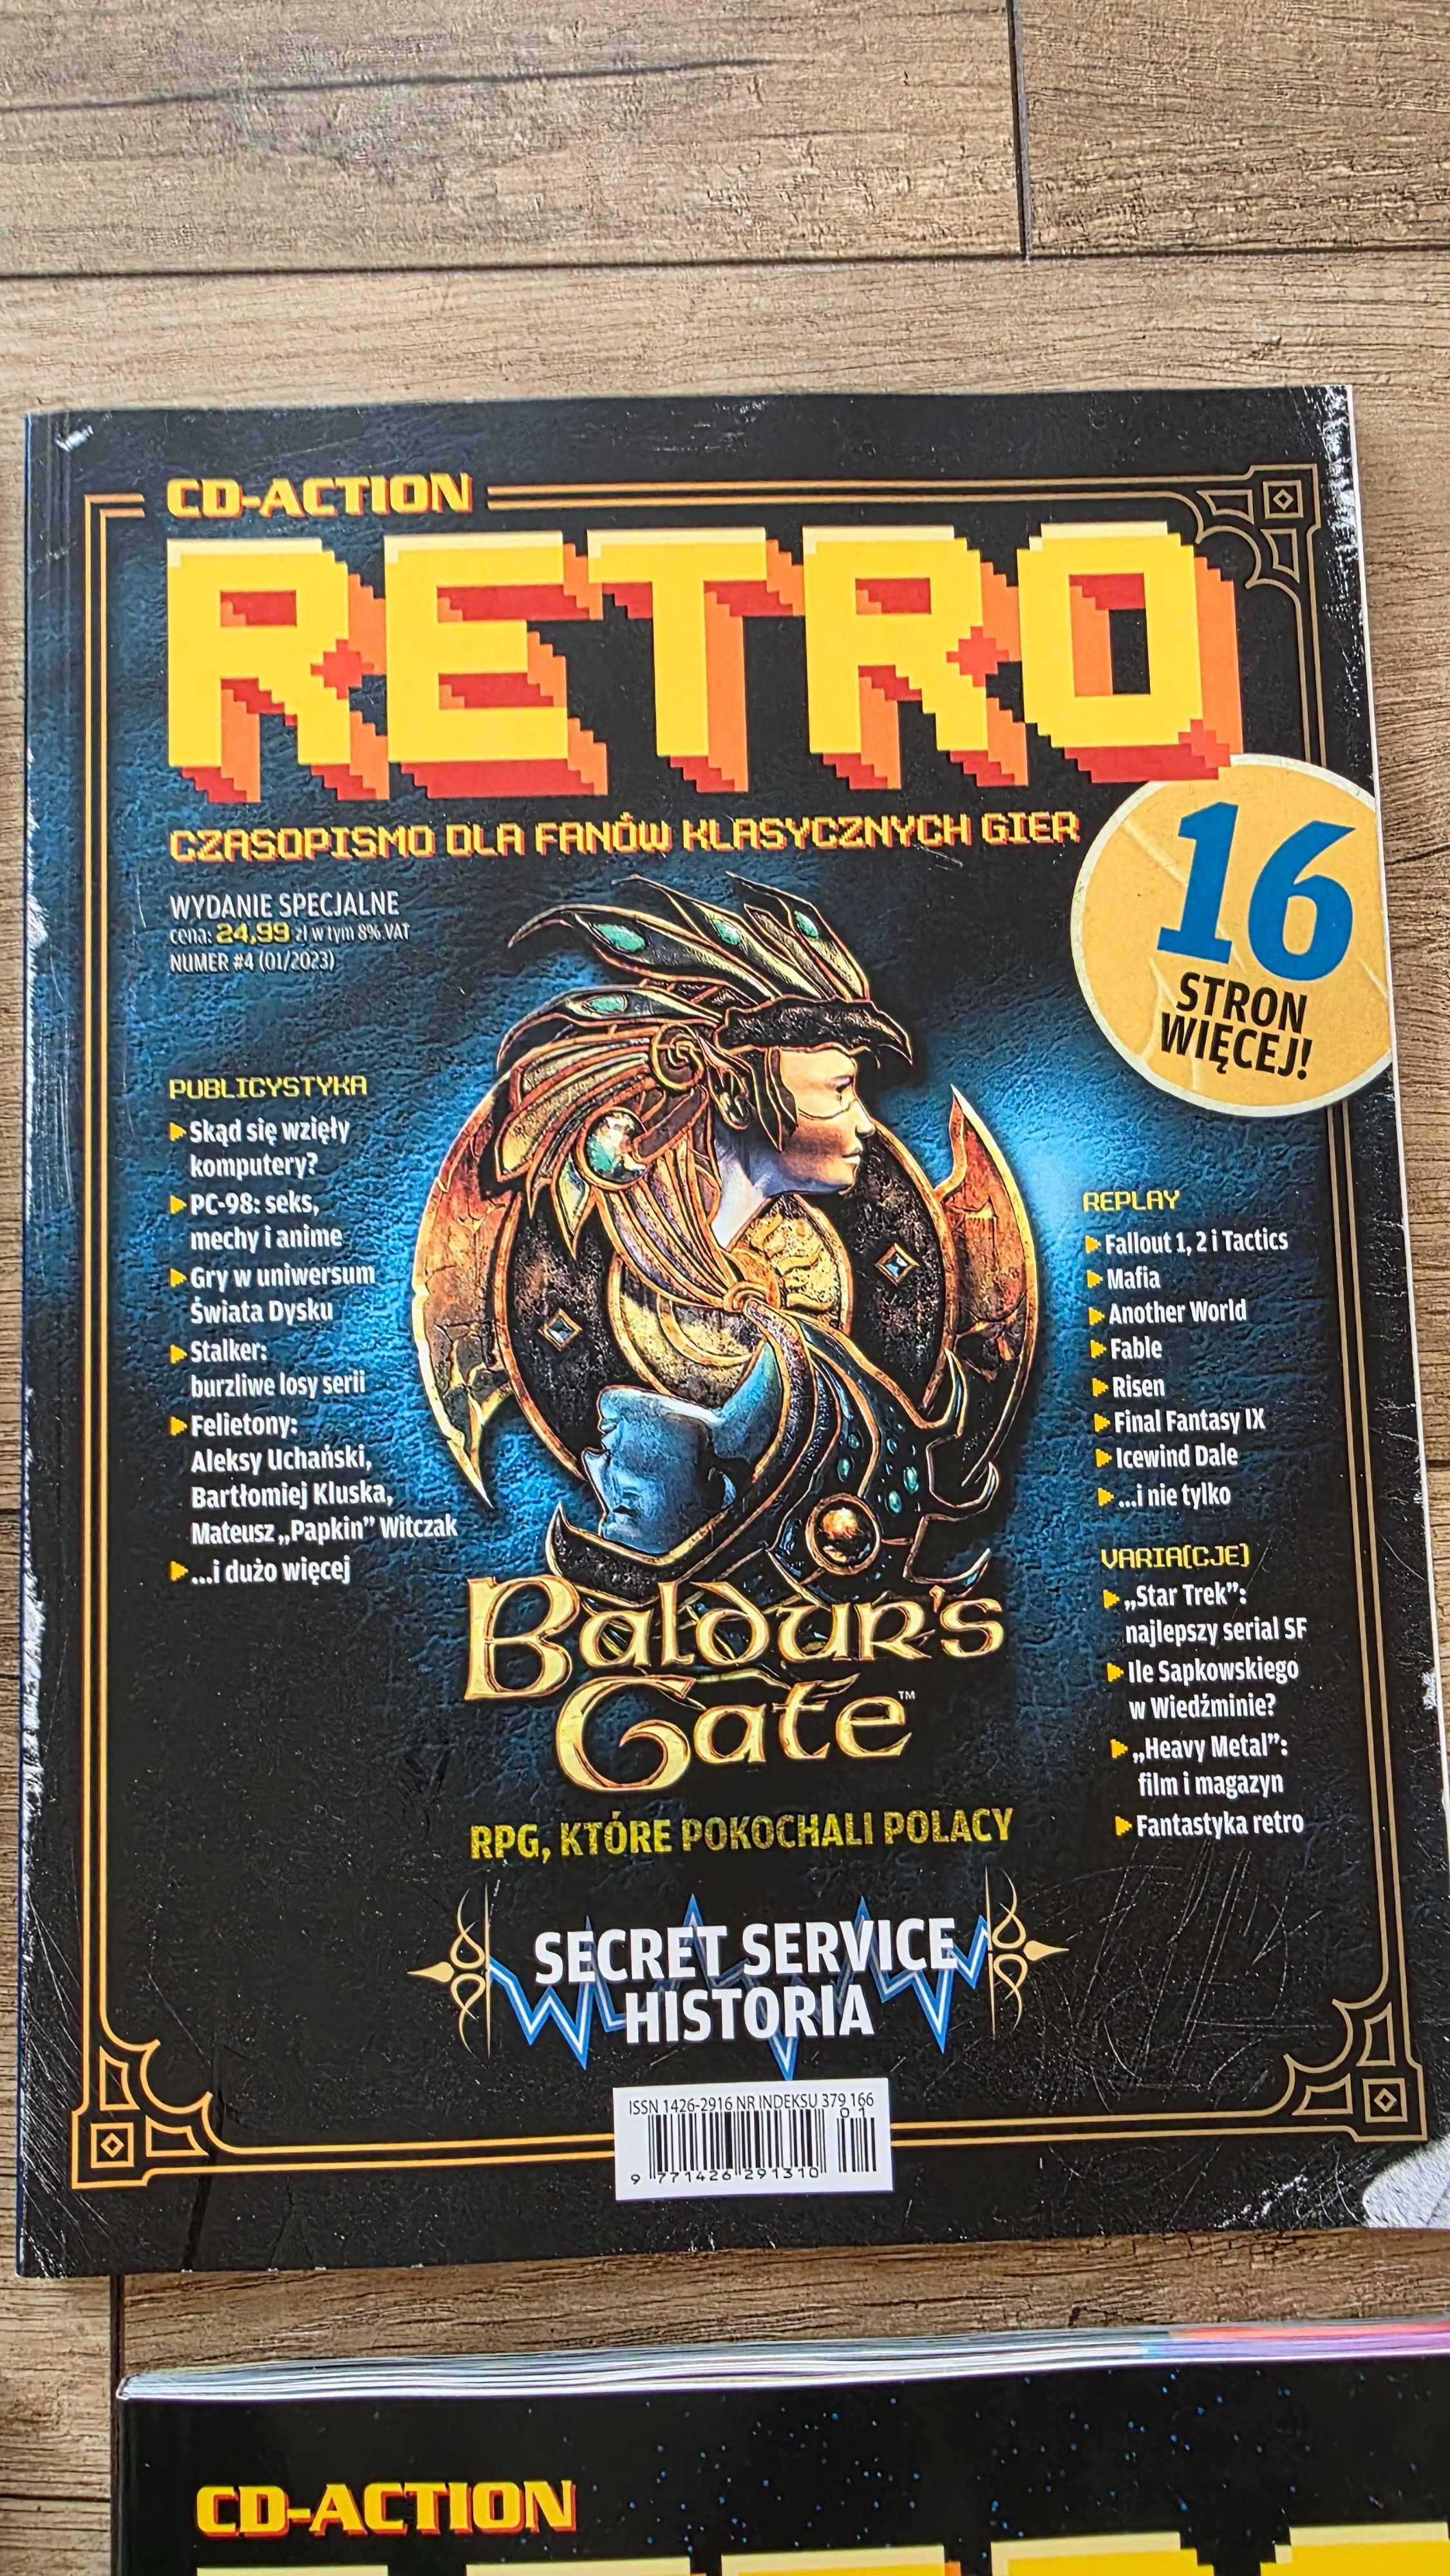 CD-ACTION
RETRO
CZASOPISMO DLA FANÓW KLASYCZNYCH GIER
16
STRON
WIĘCEJ!
WYDANIE SPECJALNE
cena: 24,99 zł w tym 8% VAT
NUMER #4 (01/2023)
PUBLICYSTYKA
Skąd się wzięły
komputery?
PC-98: seks,
mechy i anime
Gry w uniwersum
Świata Dysku
Stalker:
burzliwe losy serii
Felietony:
Aleksy Uchański,
Bartłomiej Kluska,
Mateusz „Papkin” Witczak
...i dużo więcej
REPLAY
Fallout 1, 2 i Tactics
Mafia
Another World
Fable
Risen
Final Fantasy IX
Icewind Dale
...i nie tylko
VARIA(CJE)
„Star Trek”:
najlepszy serial SF
Ile Sapkowskiego
w Wiedźminie?
„Heavy Metal”:
film i magazyn
Fantastyka retro
Baldur's
Gate™
RPG, KTÓRE POKOCHALI POLACY
SECRET SERVICE
HISTORIA
ISSN 1426-2916 NR INDEKSU 379 166
01
9 771426 291310
CD-ACTION